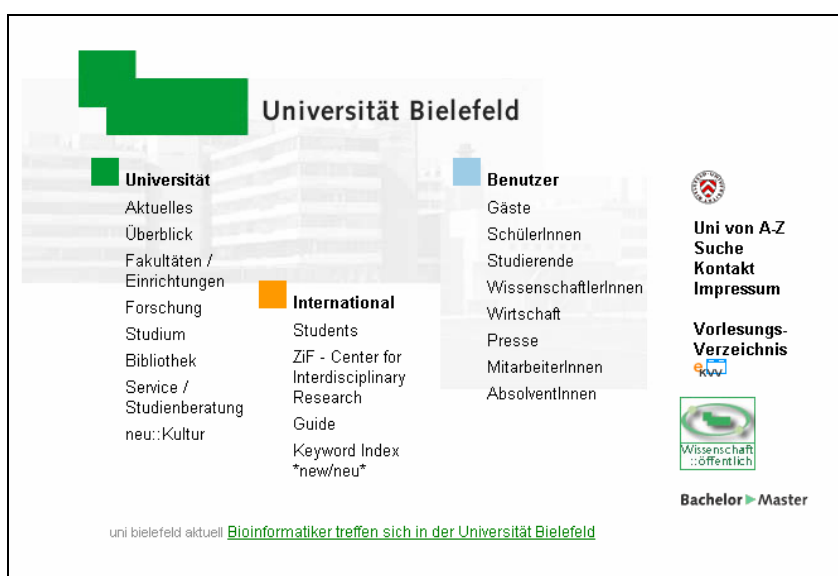 Universität Bielefeld
Universität
Aktuelles
Überblick
Fakultäten /
Einrichtungen
Forschung
Studium
Bibliothek
Service /
Studienberatung
neu::Kultur
International
Students
ZiF - Center for
Interdisciplinary
Research
Guide
Keyword Index
*new/neu*
Benutzer
Gäste
SchülerInnen
Studierende
WissenschaftlerInnen
Wirtschaft
Presse
MitarbeiterInnen
AbsolventInnen
Uni von A-Z
Suche
Kontakt
Impressum
Vorlesungs-
Verzeichnis
eKVV
Wissenschaft
::öffentlich
Bachelor Master
uni bielefeld aktuell Bioinformatiker treffen sich in der Universität Bielefeld